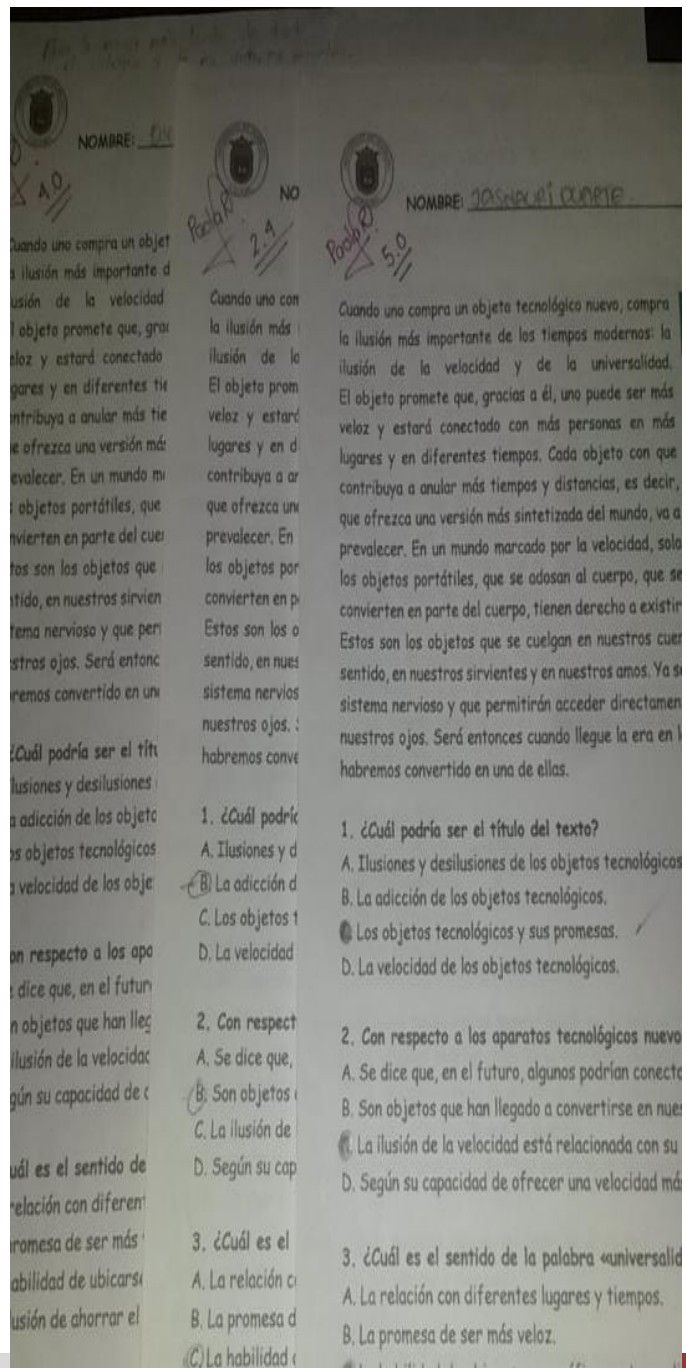 NOMBRE:
4.0
Cuando uno compra un objet
a ilusión más importante d
usión de la velocidad
l objeto promete que, grac
eloz y estará conectado
gares y en diferentes tie
ntribuya a anular más tie
e ofrezca una versión más
evalecer. En un mundo ma
s objetos portátiles, que
nvierten en parte del cuer
tos son los objetos que
ntido, en nuestros sirvien
tema nervioso y que perm
stros ojos. Será entonc
remos convertido en una
¿Cuál podría ser el títu
lusiones y desilusiones
a adicción de los objeto
os objetos tecnológicos
a velocidad de los obje
on respecto a los apa
e dice que, en el futuro
n objetos que han lleg
ilusión de la velocidad
gún su capacidad de o
uál es el sentido de
relación con diferent
romesa de ser más
abilidad de ubicarse
usión de ahorrar el
NO
Paola R
2.4
Cuando uno com
la ilusión más
ilusión de la
El objeto prom
veloz y estará
lugares y en d
contribuya a an
que ofrezca una
prevalecer. En
los objetos por
convierten en pa
Estos son los o
sentido, en nues
sistema nervios
nuestros ojos. S
habremos conve
1. ¿Cuál podría
A. Ilusiones y d
B) La adicción d
C. Los objetos t
D. La velocidad
2. Con respect
A. Se dice que,
B. Son objetos
C. La ilusión de
D. Según su cap
3. ¿Cuál es el
A. La relación c
B. La promesa d
C) La habilidad
NOMBRE:
Paola R
5.0
Cuando uno compra un objeto tecnológico nuevo, compra
la ilusión más importante de los tiempos modernos: la
ilusión de la velocidad y de la universalidad.
El objeto promete que, gracias a él, uno puede ser más
veloz y estará conectado con más personas en más
lugares y en diferentes tiempos. Cada objeto con que
contribuya a anular más tiempos y distancias, es decir,
que ofrezca una versión más sintetizada del mundo, va a
prevalecer. En un mundo marcado por la velocidad, solo
los objetos portátiles, que se adosan al cuerpo, que se
convierten en parte del cuerpo, tienen derecho a existir
Estos son los objetos que se cuelgan en nuestros cuer
sentido, en nuestros sirvientes y en nuestros amos. Ya s
sistema nervioso y que permitirán acceder directamen
nuestros ojos. Será entonces cuando llegue la era en l
habremos convertido en una de ellas.
1. ¿Cuál podría ser el título del texto?
A. Ilusiones y desilusiones de los objetos tecnológicos
B. La adicción de los objetos tecnológicos.
Los objetos tecnológicos y sus promesas.
D. La velocidad de los objetos tecnológicos.
2. Con respecto a los aparatos tecnológicos nuevo
A. Se dice que, en el futuro, algunos podrían conecta
B. Son objetos que han llegado a convertirse en nues
La ilusión de la velocidad está relacionada con su
D. Según su capacidad de ofrecer una velocidad má
3. ¿Cuál es el sentido de la palabra «universalid
A. La relación con diferentes lugares y tiempos.
B. La promesa de ser más veloz.